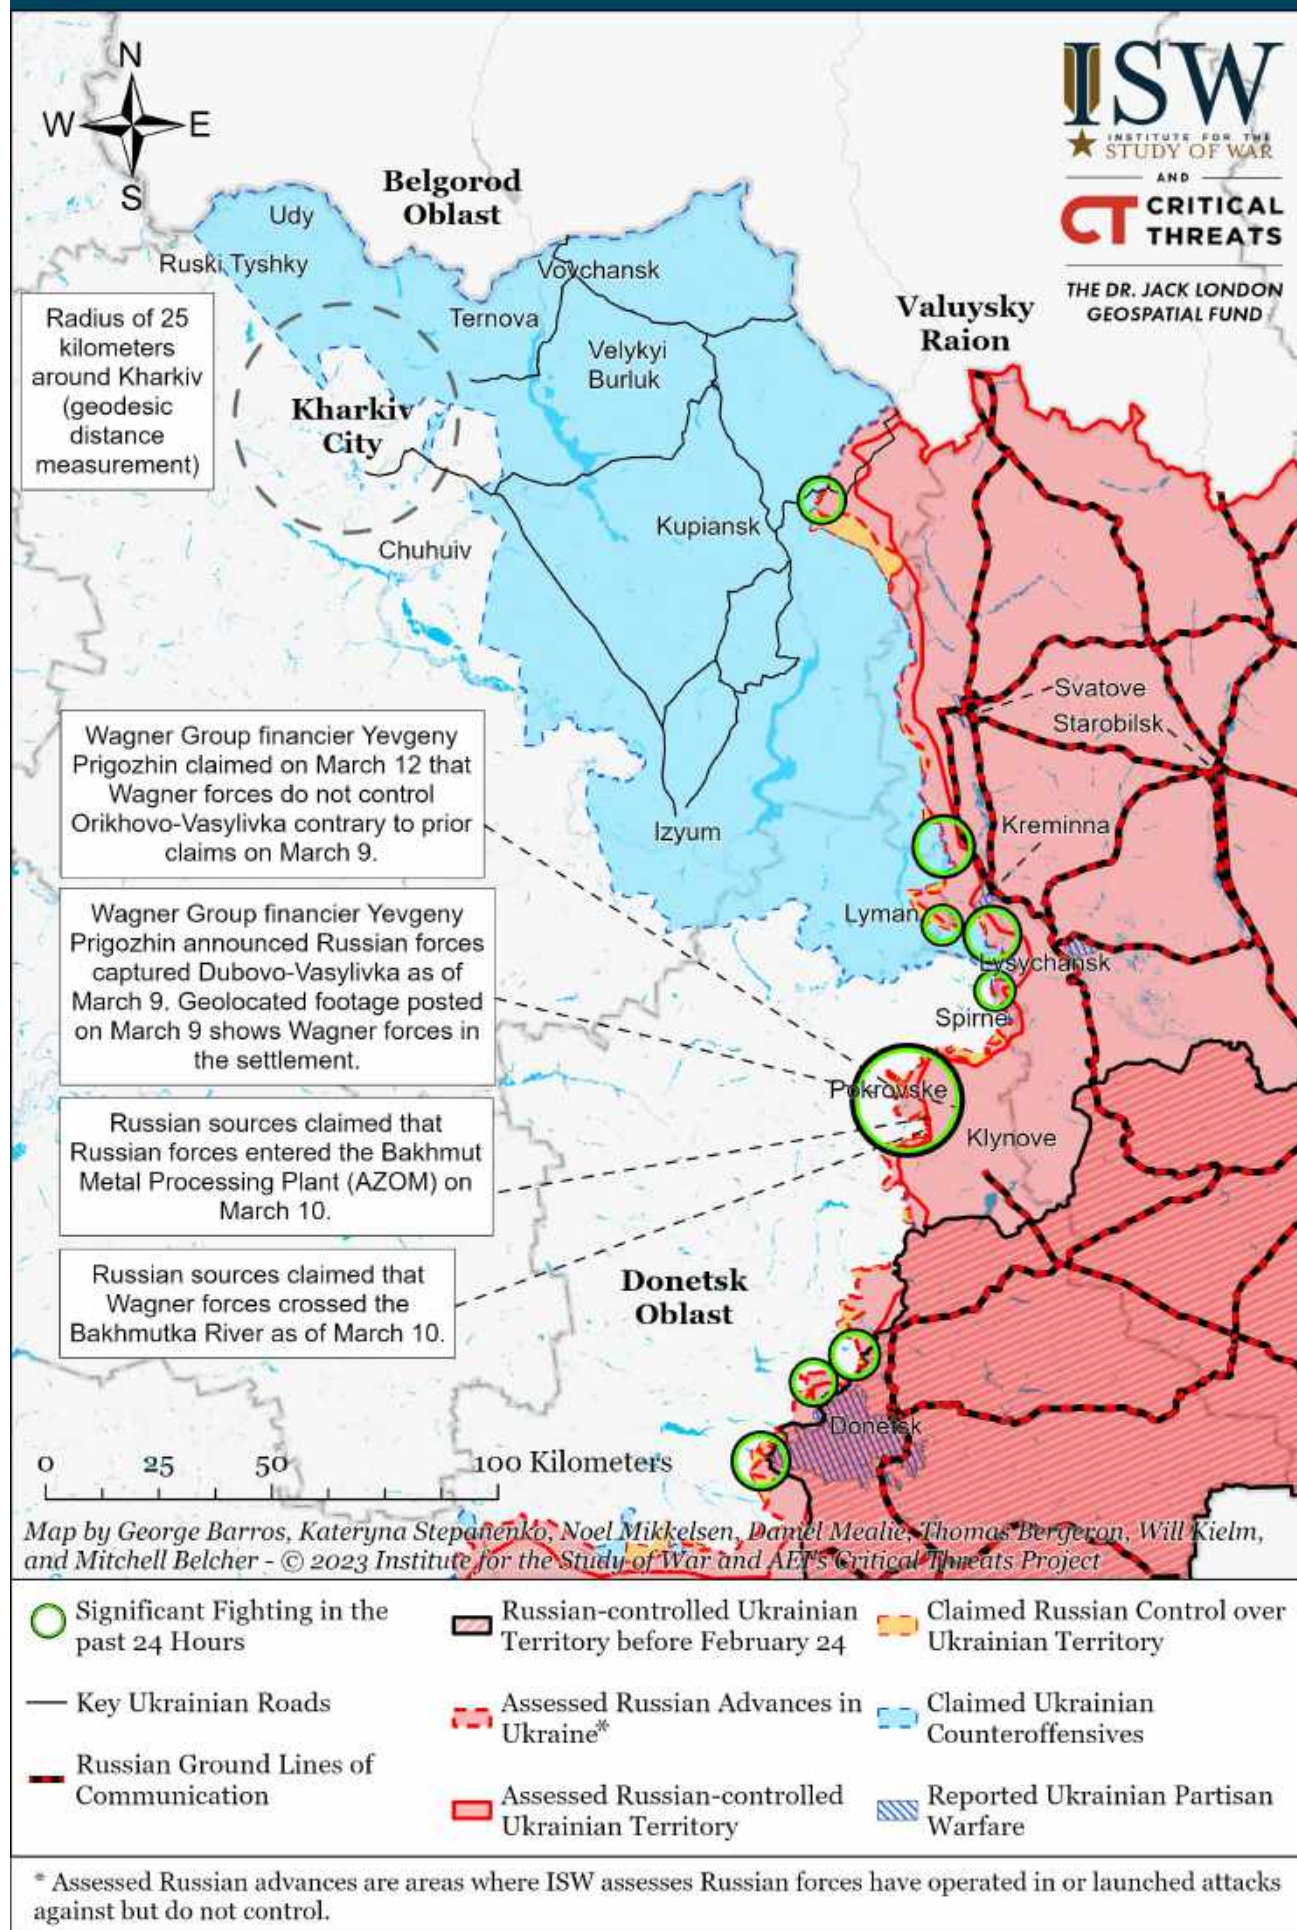 N
W
E
S
ISW
INSTITUTE FOR THE
STUDY OF WAR
AND
CT CRITICAL
THREATS
THE DR. JACK LONDON
GEOSPATIAL FUND
Belgorod
Oblast
Udy
Ruski Tyshky
Vovchansk
Ternova
Velykyi
Burluk
Valuysky
Raion
Radius of 25
kilometers
around Kharkiv
(geodesic
distance
measurement)
Kharkiv
City
Kupiansk
Chuhuiv
Svatove
Starobilsk
Wagner Group financier Yevgeny
Prigozhin claimed on March 12 that
Wagner forces do not control
Orikhovo-Vasylivka contrary to prior
claims on March 9.
Izyum
Kreminna
Lyman
Lysychansk
Spirne
Wagner Group financier Yevgeny
Prigozhin announced Russian forces
captured Dubovo-Vasylivka as of
March 9. Geolocated footage posted
on March 9 shows Wagner forces in
the settlement.
Pokrovske
Klynove
Russian sources claimed that
Russian forces entered the Bakhmut
Metal Processing Plant (AZOM) on
March 10.
Russian sources claimed that
Wagner forces crossed the
Bakhmutka River as of March 10.
Donetsk
Oblast
Donetsk
0 25 50 100 Kilometers
Map by George Barros, Kateryna Stepanenko, Noel Mikkelsen, Daniel Mealie, Thomas Bergeron, Will Kielm,
and Mitchell Belcher - © 2023 Institute for the Study of War and AEI's Critical Threats Project
Significant Fighting in the
past 24 Hours
Key Ukrainian Roads
Russian Ground Lines of
Communication
Russian-controlled Ukrainian
Territory before February 24
Assessed Russian Advances in
Ukraine*
Assessed Russian-controlled
Ukrainian Territory
Claimed Russian Control over
Ukrainian Territory
Claimed Ukrainian
Counteroffensives
Reported Ukrainian Partisan
Warfare
* Assessed Russian advances are areas where ISW assesses Russian forces have operated in or launched attacks
against but do not control.